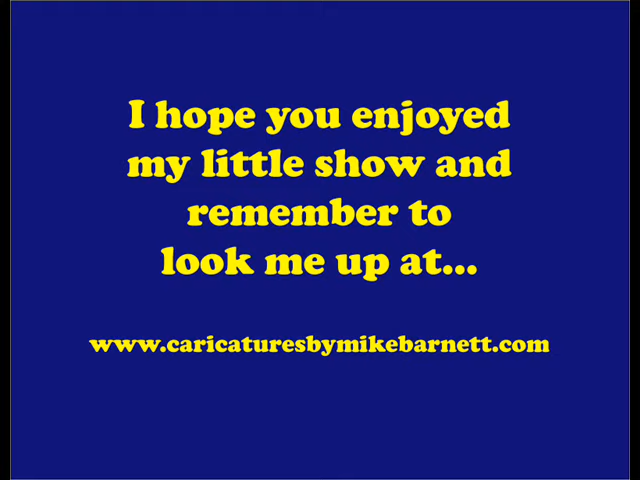 I hope you enjoyed
my little show and
remember to
look me up at...
www.caricaturesbymikebarnett.com